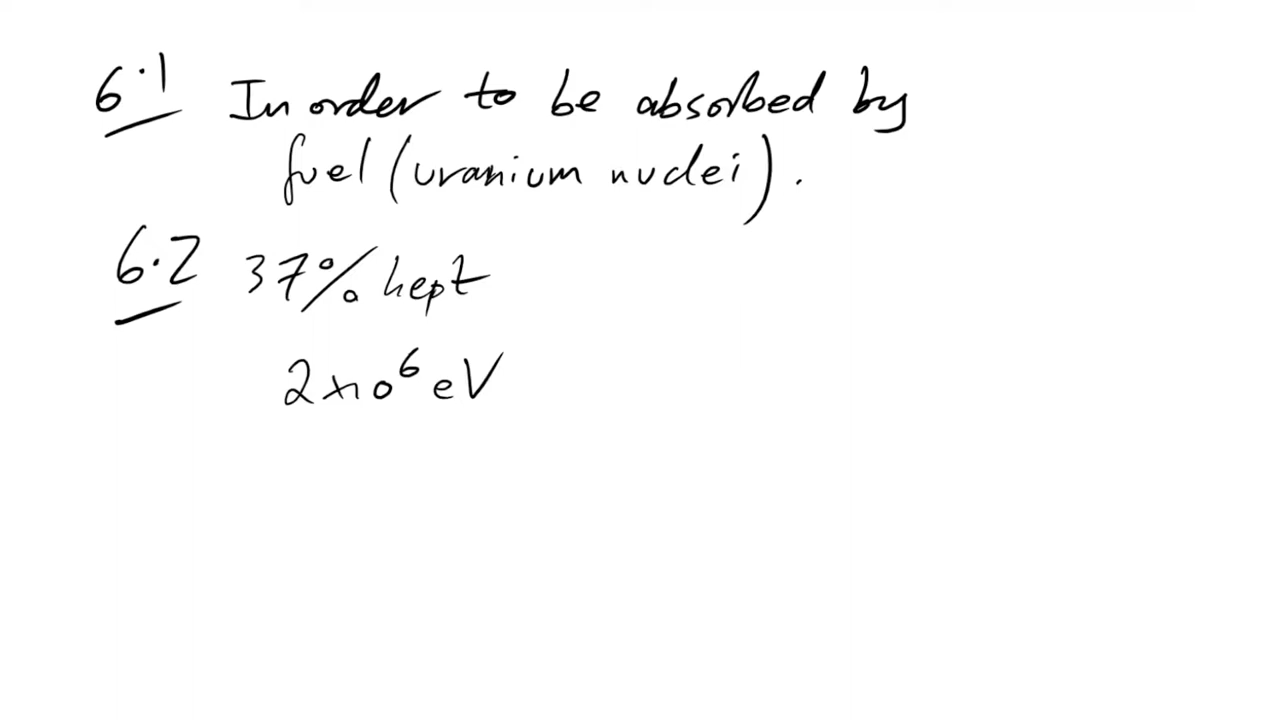 6.1 In order to be absorbed by
fuel (uranium nuclei).
6.2 37% kept
2×10⁶ eV